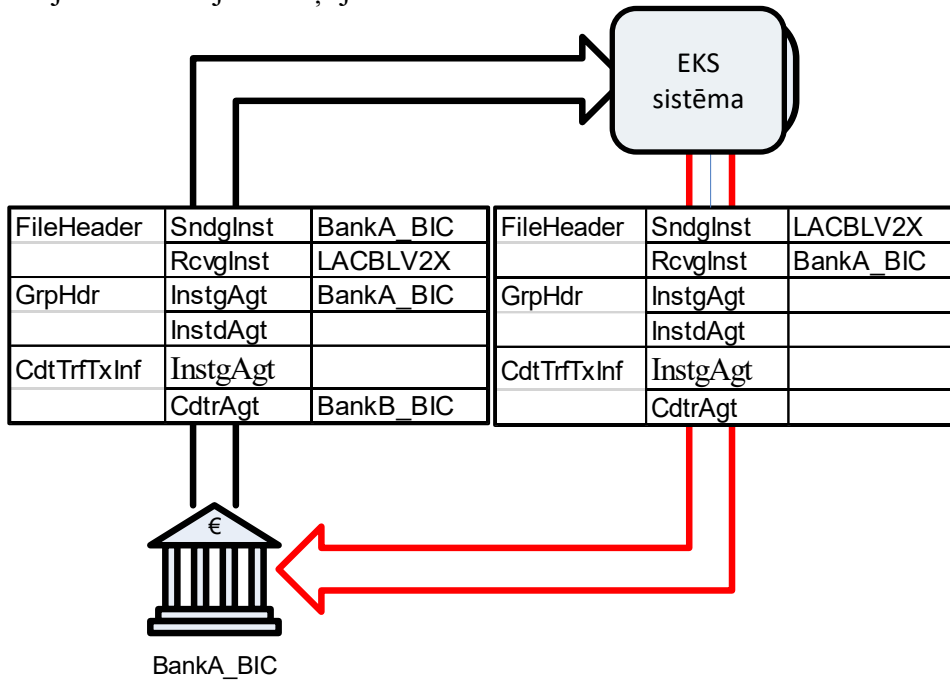 EKS
sistēma
FileHeader SndgInst BankA_BIC
RcvgInst LACBLV2X
GrpHdr InstgAgt BankA_BIC
InstdAgt
CdtTrfTxInf InstgAgt
CdtrAgt BankB_BIC
FileHeader SndgInst LACBLV2X
RcvgInst BankA_BIC
GrpHdr InstgAgt
InstdAgt
CdtTrfTxInf InstgAgt
CdtrAgt
€
BankA_BIC